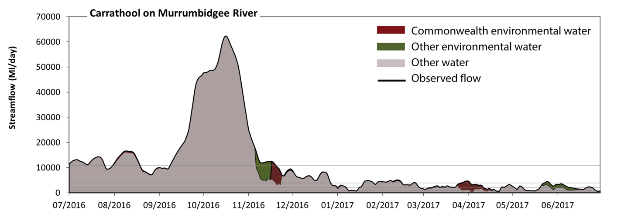 Carrathool on Murrumbidgee River
Streamflow (Ml/day)
70000
60000
50000
40000
30000
20000
10000
0
Commonwealth environmental water
Other environmental water
Other water
Observed flow
07/2016 08/2016 09/2016 10/2016 11/2016 12/2016 01/2017 02/2017 03/2017 04/2017 05/2017 06/2017